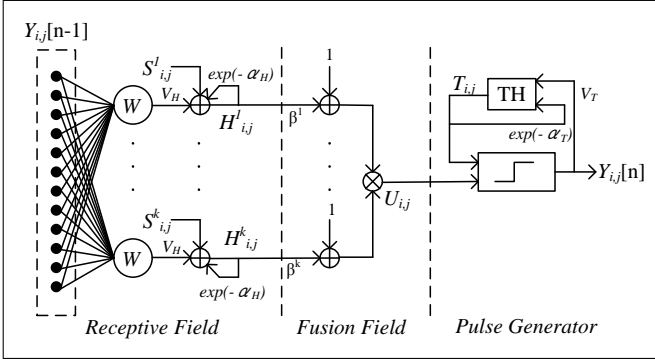 Y_{i,j}[n-1]
S^1_{i,j}
exp(- α_H)
1
W
V_H
H^1_{i,j}
β^1
T_{i,j}
TH
V_T
exp(- α_T)
Y_{i,j}[n]
U_{i,j}
S^k_{i,j}
H^k_{i,j}
1
W
V_H
β^k
exp(- α_H)
Receptive Field
Fusion Field
Pulse Generator